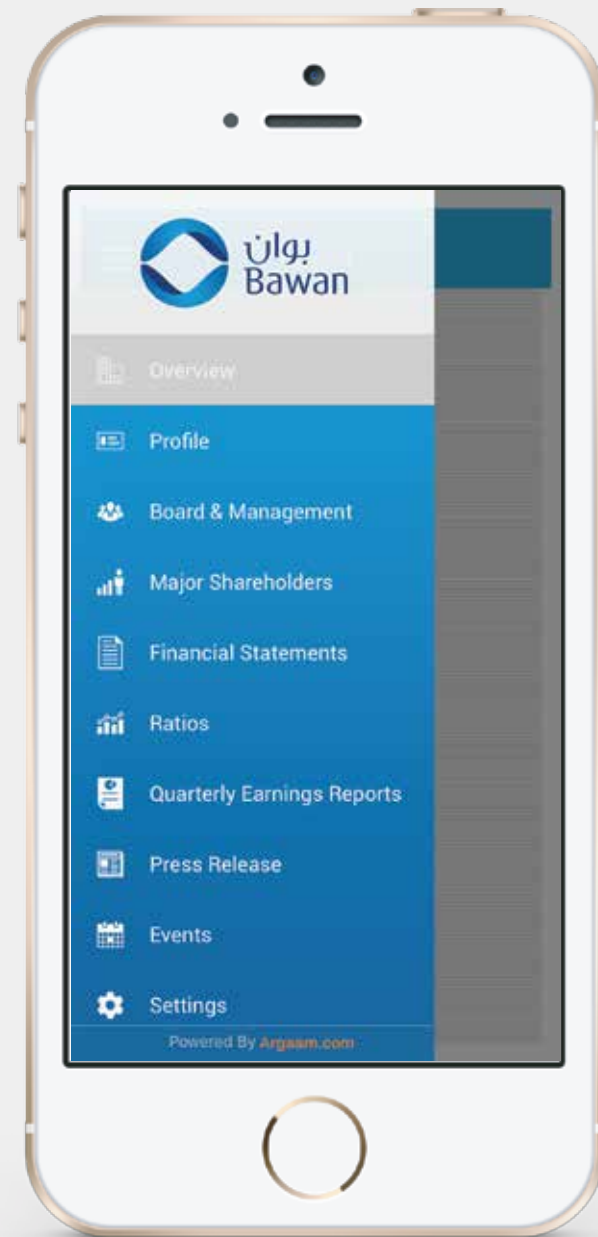 بوان
Bawan
Overview
Profile
Board & Management
Major Shareholders
Financial Statements
Ratios
Quarterly Earnings Reports
Press Release
Events
Settings
Powered By Argaam.com